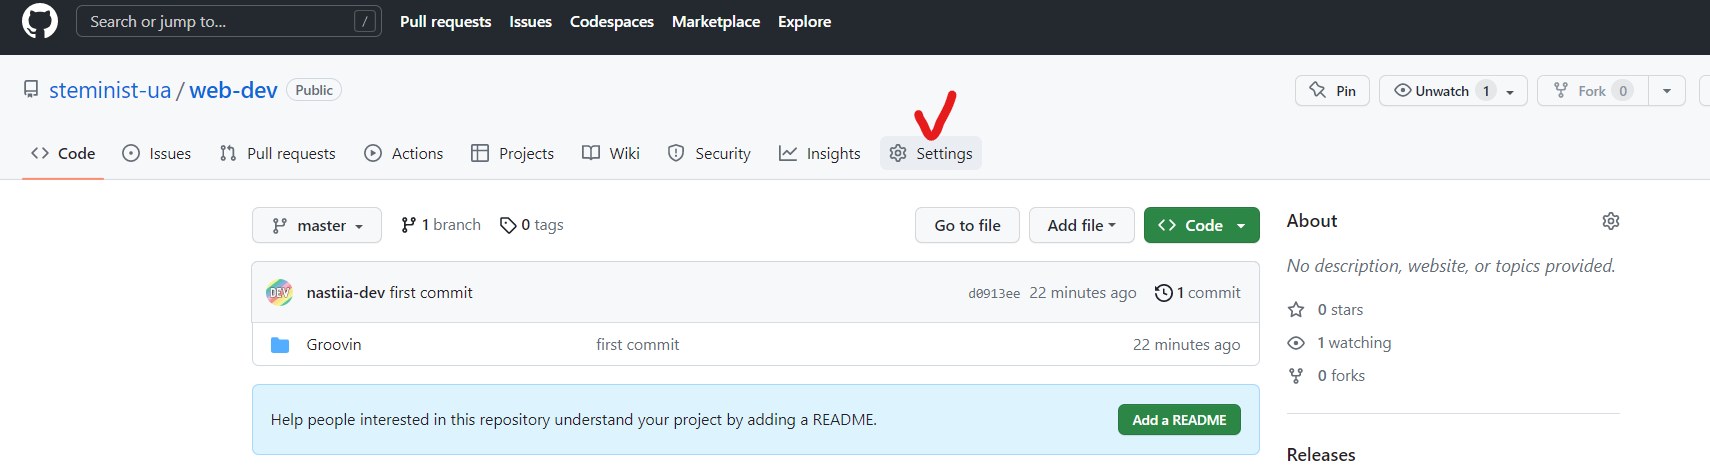 Search or jump to... / Pull requests Issues Codespaces Marketplace Explore
steminist-ua / web-dev Public Pin Unwatch 1 Fork 0
Code Issues Pull requests Actions Projects Wiki Security Insights Settings
master 1 branch 0 tags Go to file Add file Code About
No description, website, or topics provided.
nastiia-dev first commit d0913ee 22 minutes ago 1 commit
0 stars
Groovin first commit 22 minutes ago
1 watching
0 forks
Help people interested in this repository understand your project by adding a README. Add a README
Releases